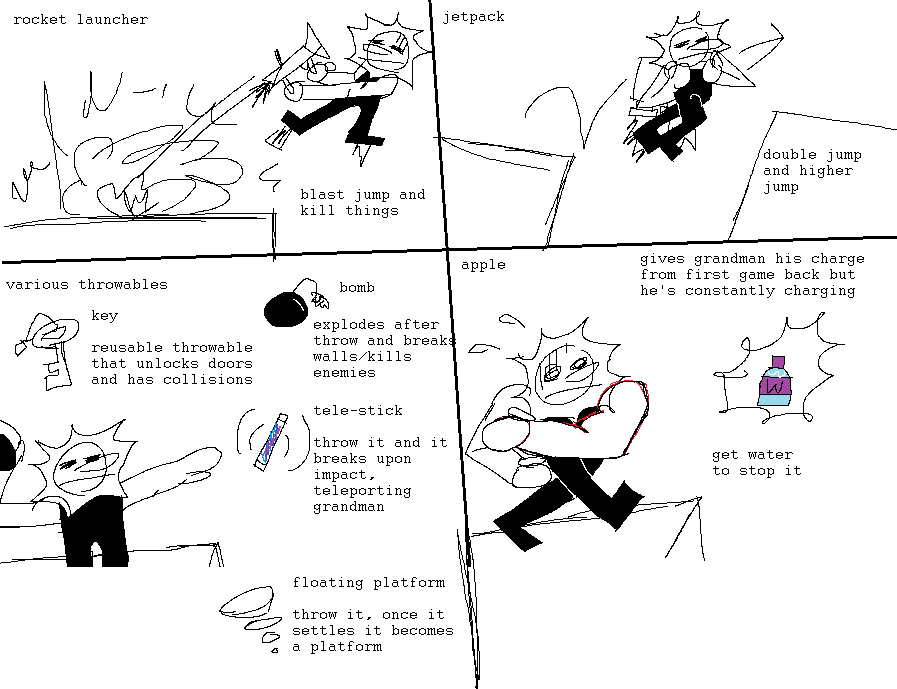 rocket launcher
blast jump and
kill things
jetpack
double jump
and higher
jump
various throwables
key
reusable throwable
that unlocks doors
and has collisions
bomb
explodes after
throw and breaks
walls/kills
enemies
tele-stick
throw it and it
breaks upon
impact,
teleporting
grandman
floating platform
throw it, once it
settles it becomes
a platform
apple
gives grandman his charge
from first game back but
he's constantly charging
W
get water
to stop it